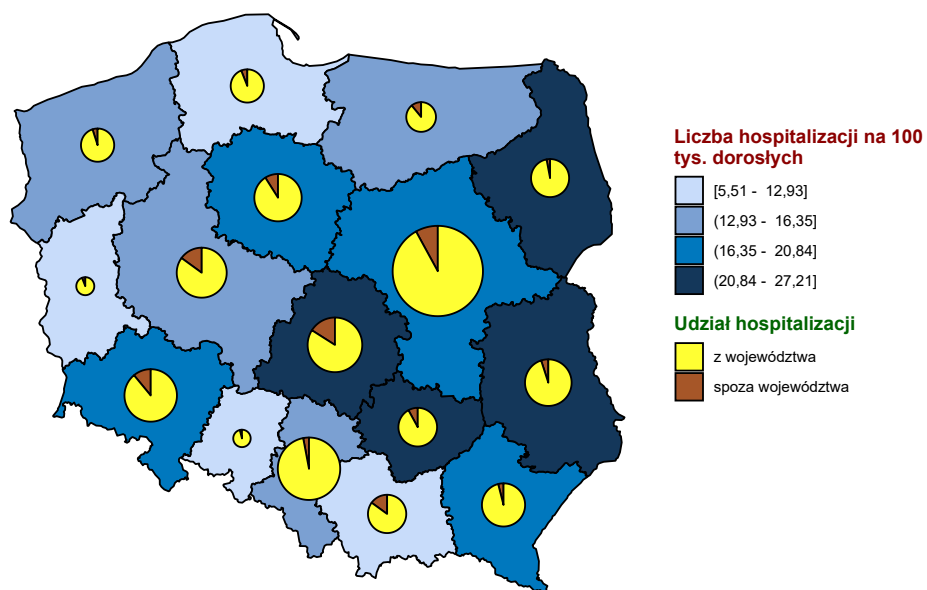 Liczba hospitalizacji na 100
tys. dorosłych
[5,51 - 12,93]
(12,93 - 16,35]
(16,35 - 20,84]
(20,84 - 27,21]
Udział hospitalizacji
z województwa
spoza województwa